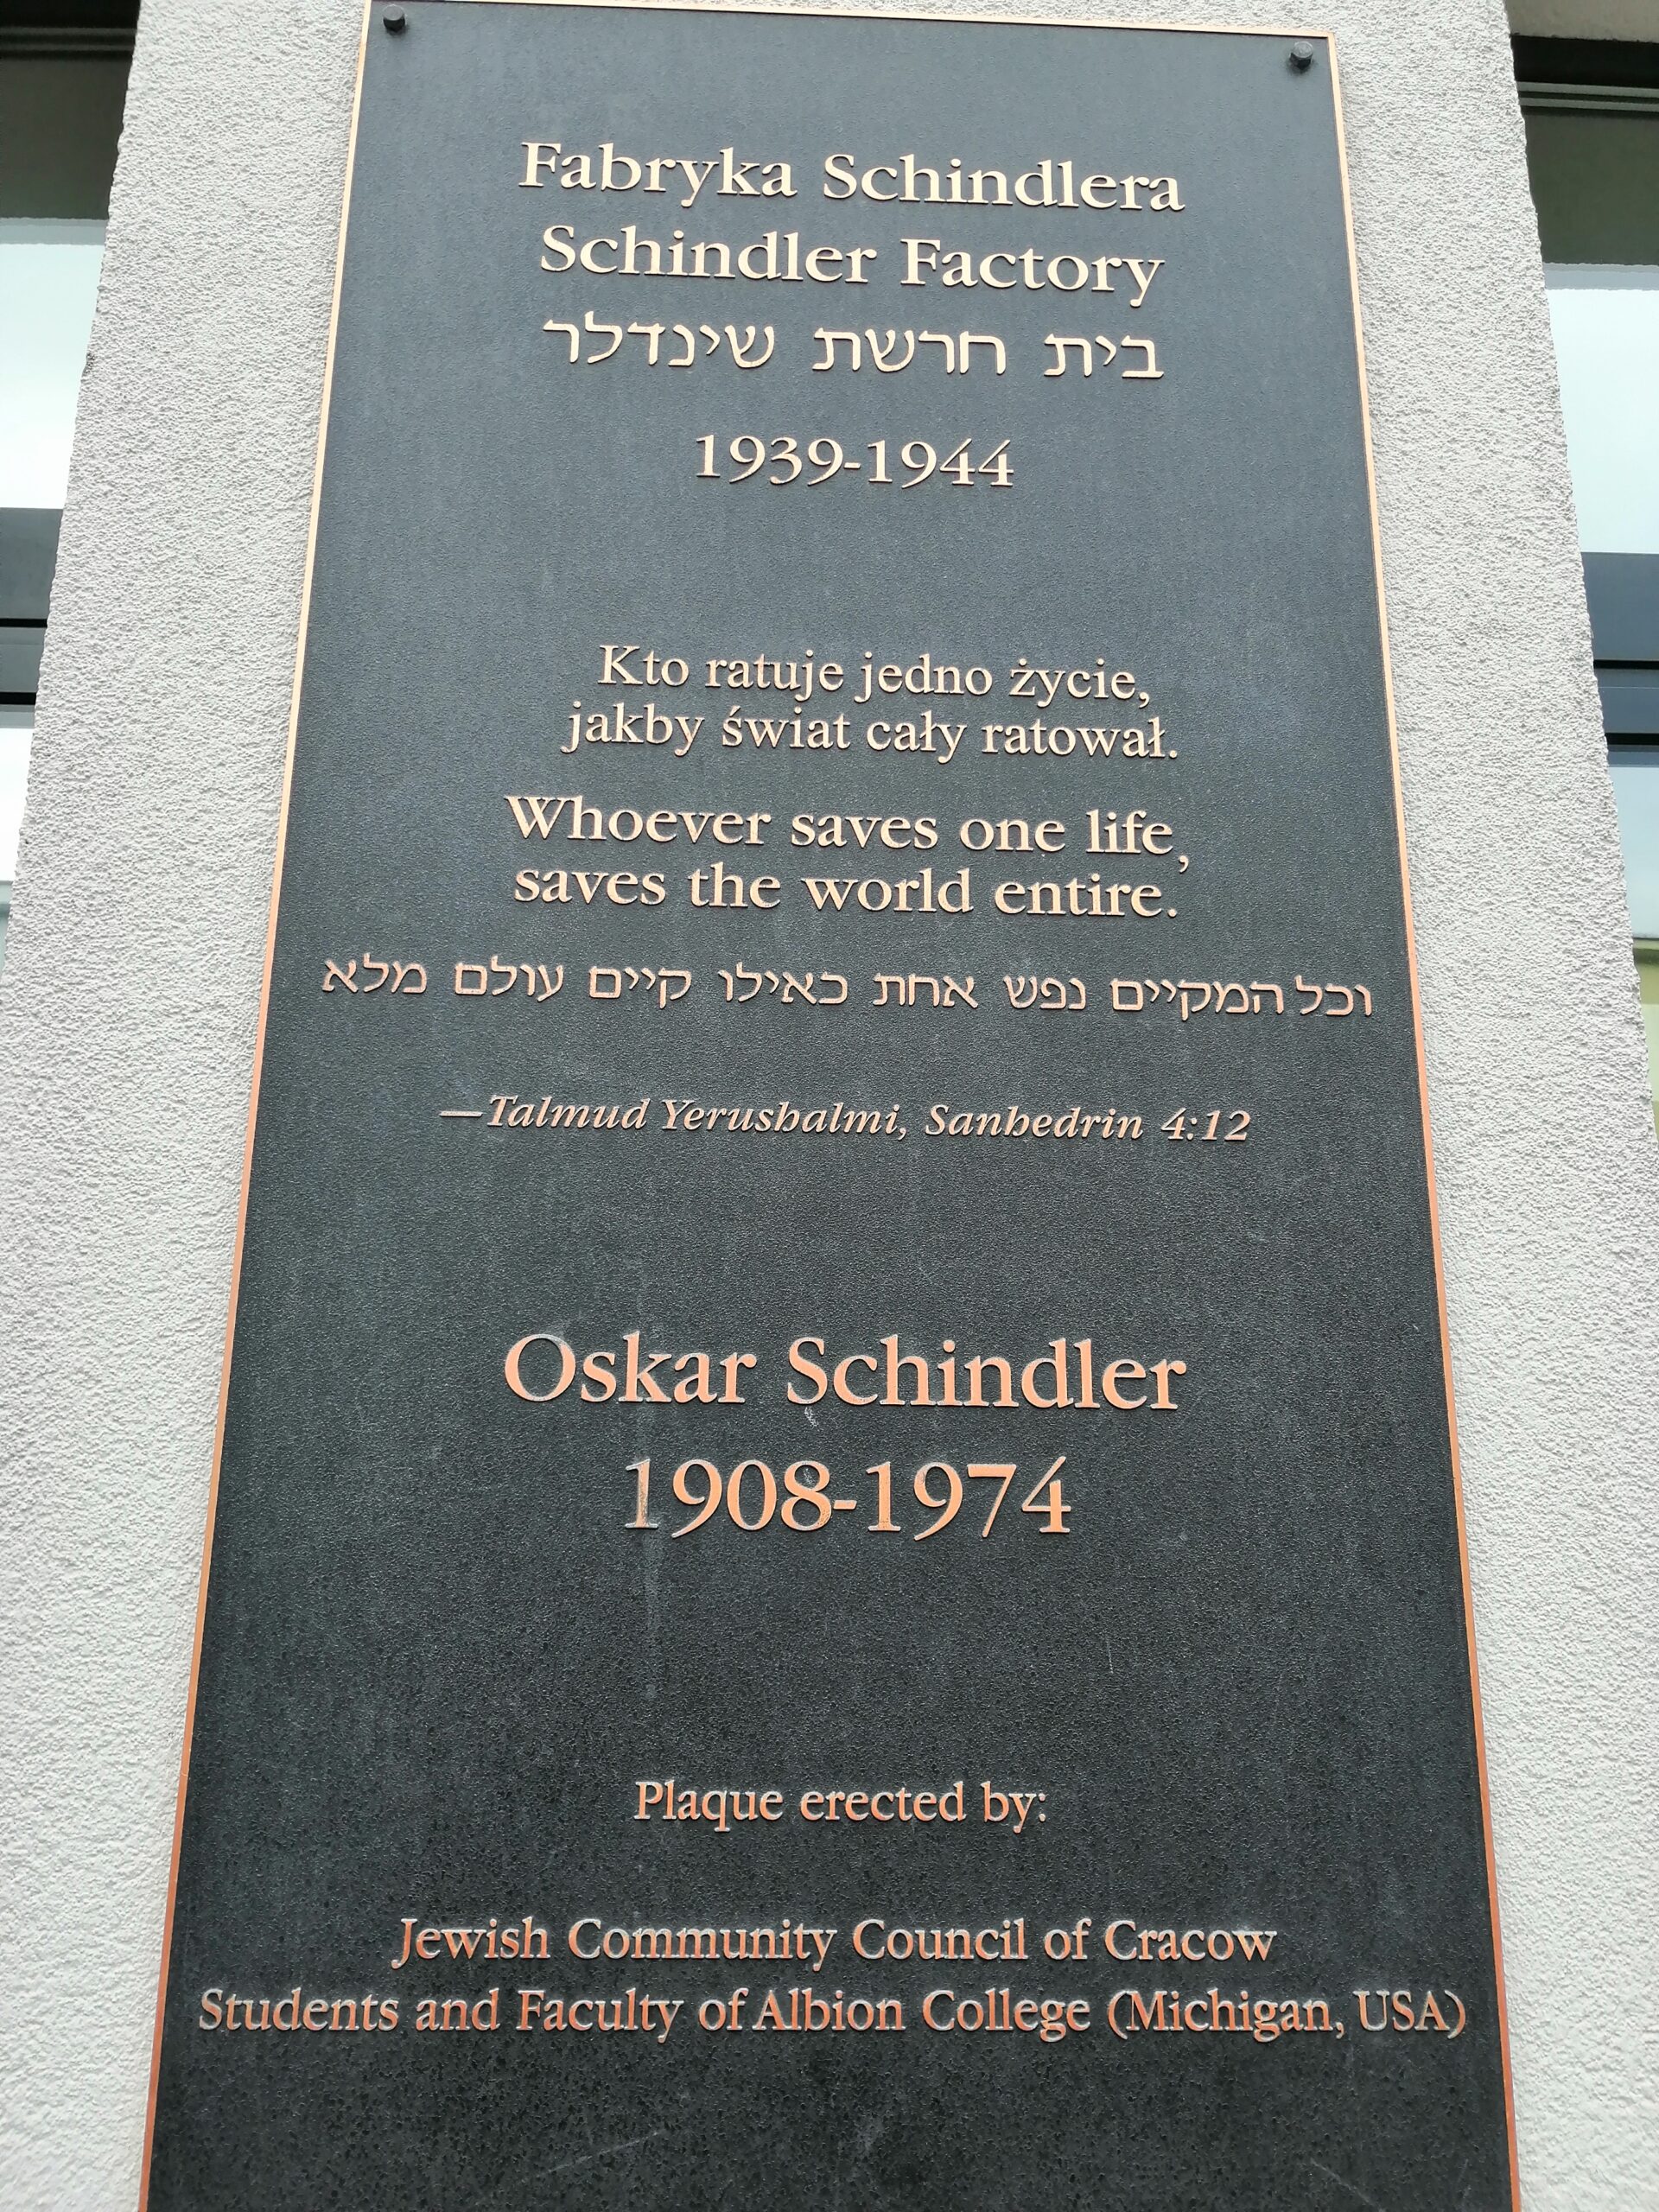 Fabryka Schindlera
Schindler Factory
בית חרשת שינדלר
1939-1944
Kto ratuje jedno życie,
jakby świat cały ratował.
Whoever saves one life,
saves the world entire.
וכל המקיים נפש אחת כאילו קיים עולם מלא
—Talmud Yerushalmi, Sanhedrin 4:12
Oskar Schindler
1908-1974
Plaque erected by:
Jewish Community Council of Cracow
Students and Faculty of Albion College (Michigan, USA)